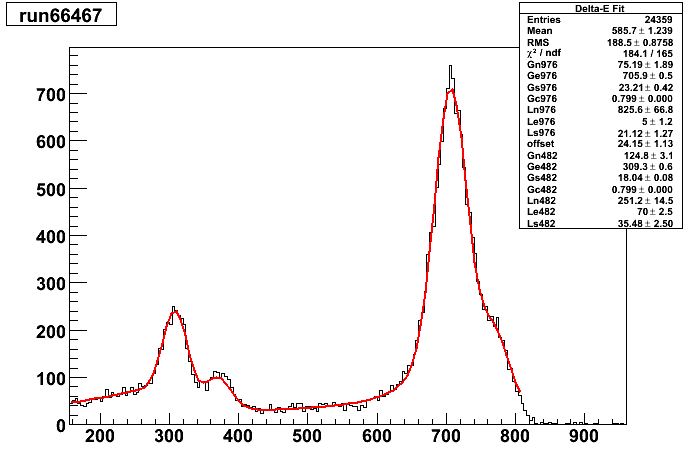 run66467
Delta-E Fit
Entries 24359
Mean 585.7 ± 1.239
RMS 188.5 ± 0.8758
χ² / ndf 184.1 / 165
Gn976 75.19 ± 1.89
Ge976 705.9 ± 0.5
Gs976 23.21 ± 0.42
Gc976 0.799 ± 0.000
Ln976 825.6 ± 66.8
Le976 5 ± 1.2
Ls976 21.12 ± 1.27
offset 24.15 ± 1.13
Gn482 124.8 ± 3.1
Ge482 309.3 ± 0.6
Gs482 18.04 ± 0.08
Gc482 0.799 ± 0.000
Ln482 251.2 ± 14.5
Le482 70 ± 2.5
Ls482 35.48 ± 2.50
700
600
500
400
300
200
100
0
200 300 400 500 600 700 800 900